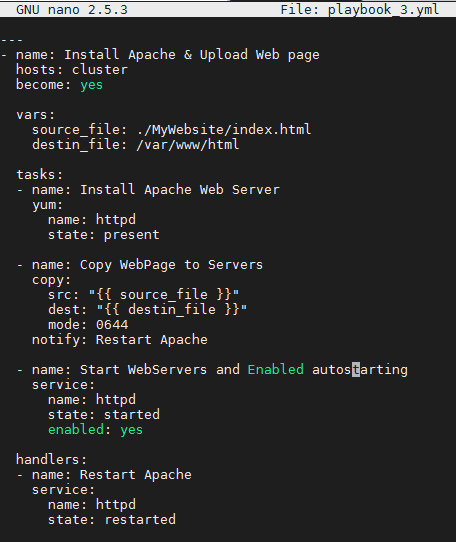 GNU nano 2.5.3 File: playbook_3.yml
---
- name: Install Apache & Upload Web page
  hosts: cluster
  become: yes

  vars:
    source_file: ./MyWebsite/index.html
    destin_file: /var/www/html

  tasks:
  - name: Install Apache Web Server
    yum:
      name: httpd
      state: present

  - name: Copy WebPage to Servers
    copy:
      src: "{{ source_file }}"
      dest: "{{ destin_file }}"
      mode: 0644
    notify: Restart Apache

  - name: Start WebServers and Enabled autostarting
    service:
      name: httpd
      state: started
      enabled: yes

  handlers:
  - name: Restart Apache
    service:
      name: httpd
      state: restarted